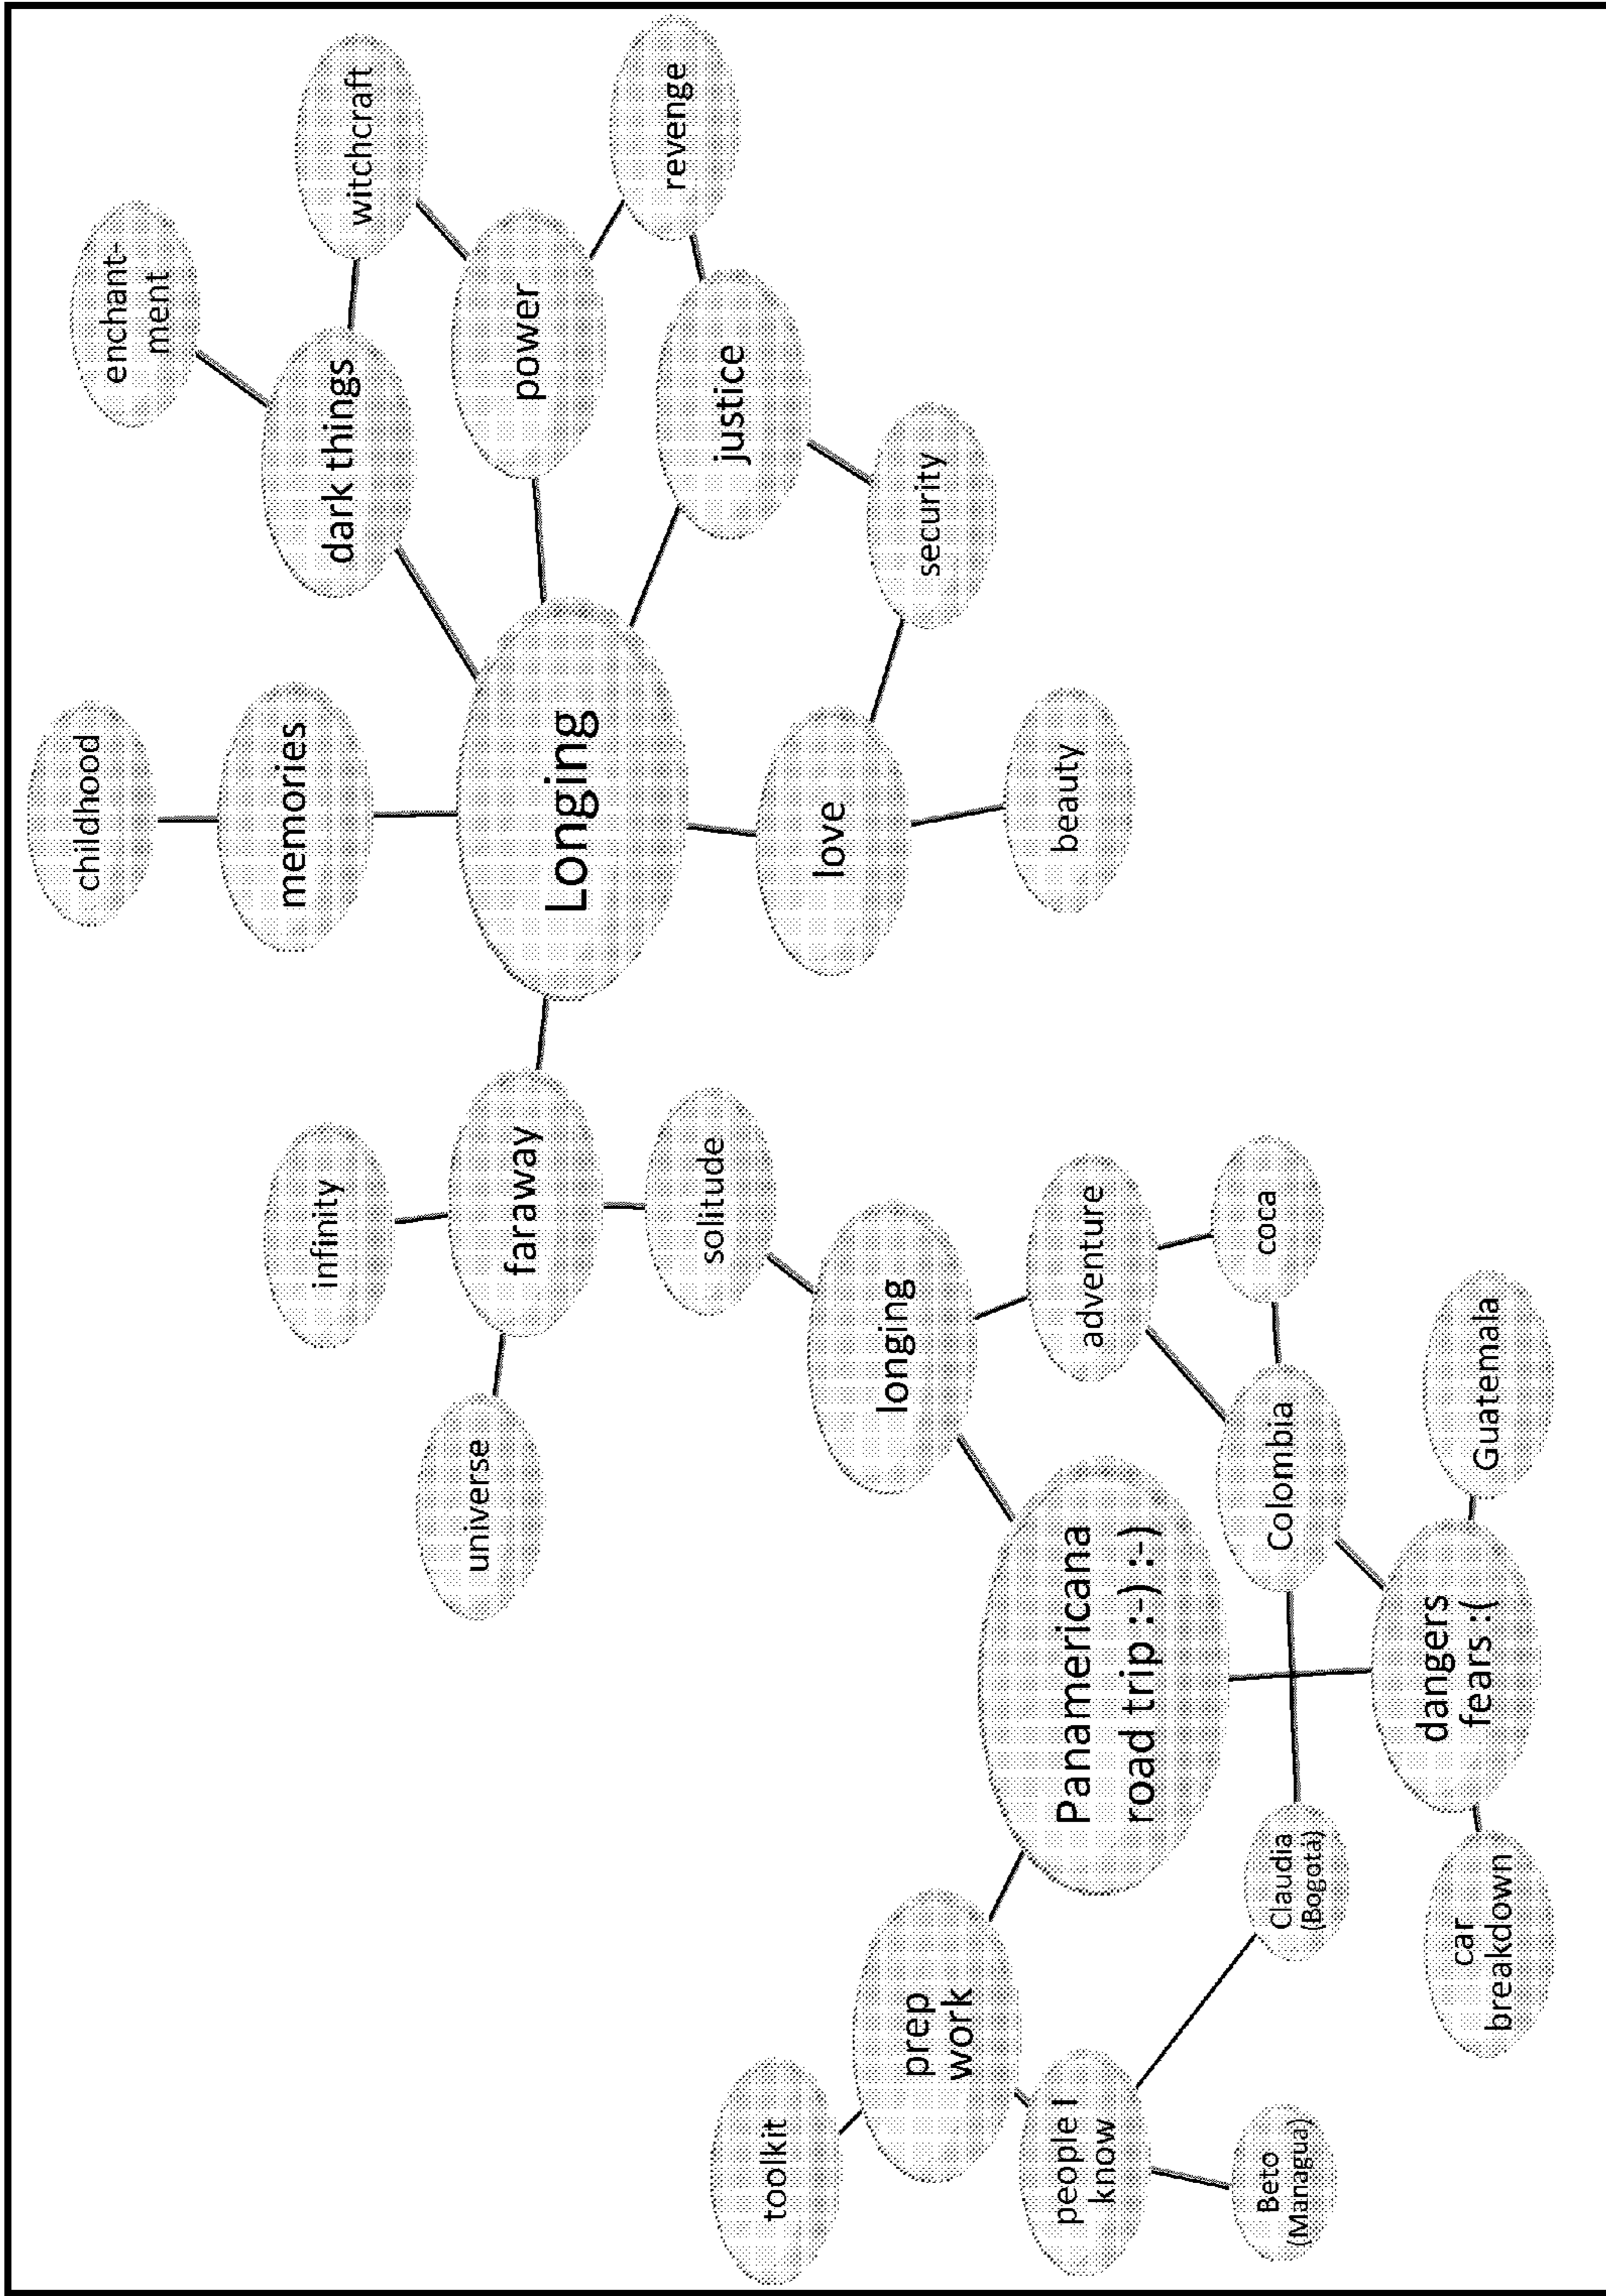 childhood
enchant-
ment
memories
infinity
dark things
witchcraft
universe
faraway
Longing
power
solitude
revenge
justice
toolkit
love
longing
security
prep
work
people I
know
Panamericana
road trip :-) :-)
adventure
beauty
Beto
(Managua)
Claudia
(Bogotá)
Colombia
coca
car
breakdown
dangers
fears :(
Guatemala